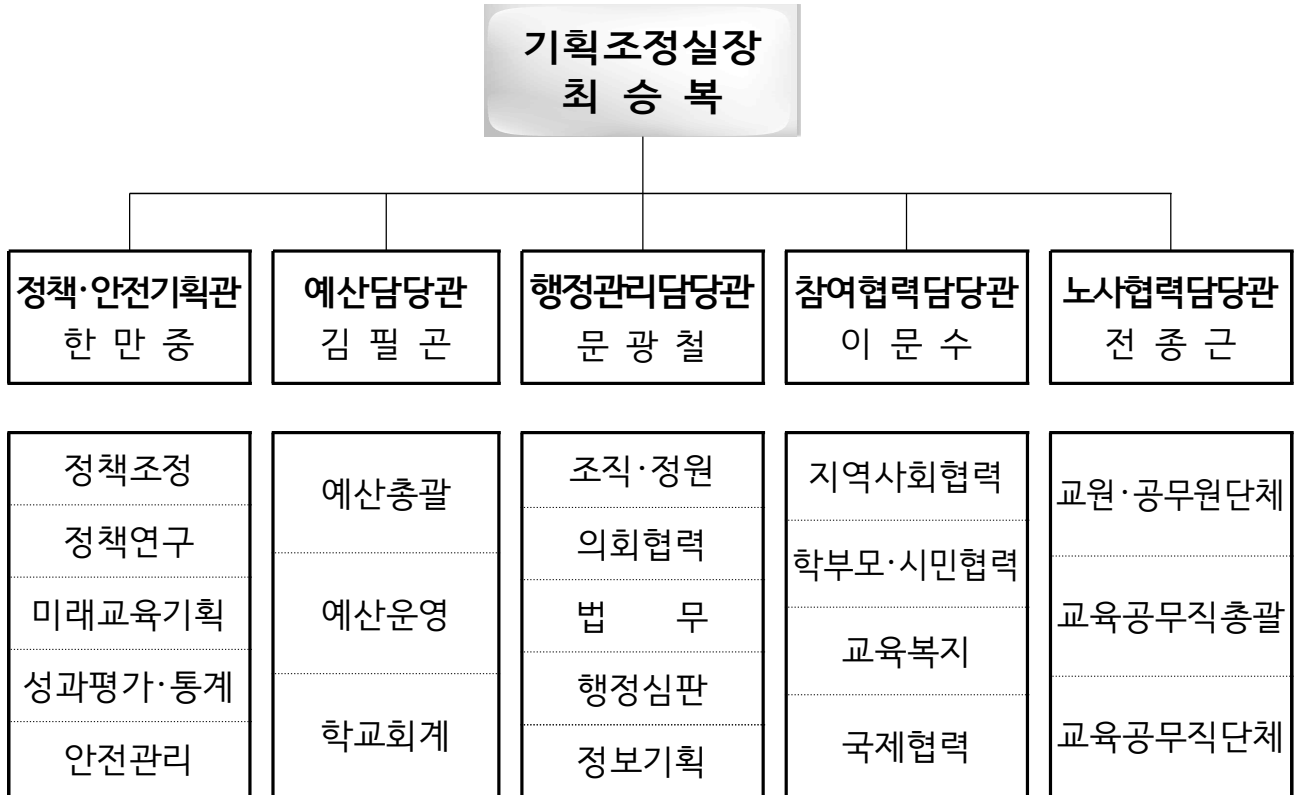 기획조정실장
최 승 복
정책·안전기획관
한 만 중
예산담당관
김 필 곤
행정관리담당관
문 광 철
참여협력담당관
이 문 수
노사협력담당관
전 종 근
정책조정
정책연구
미래교육기획
성과평가·통계
안전관리
예산총괄
예산운영
학교회계
조직·정원
의회협력
법 무
행정심판
정보기획
지역사회협력
학부모·시민협력
교육복지
국제협력
교원·공무원단체
교육공무직총괄
교육공무직단체